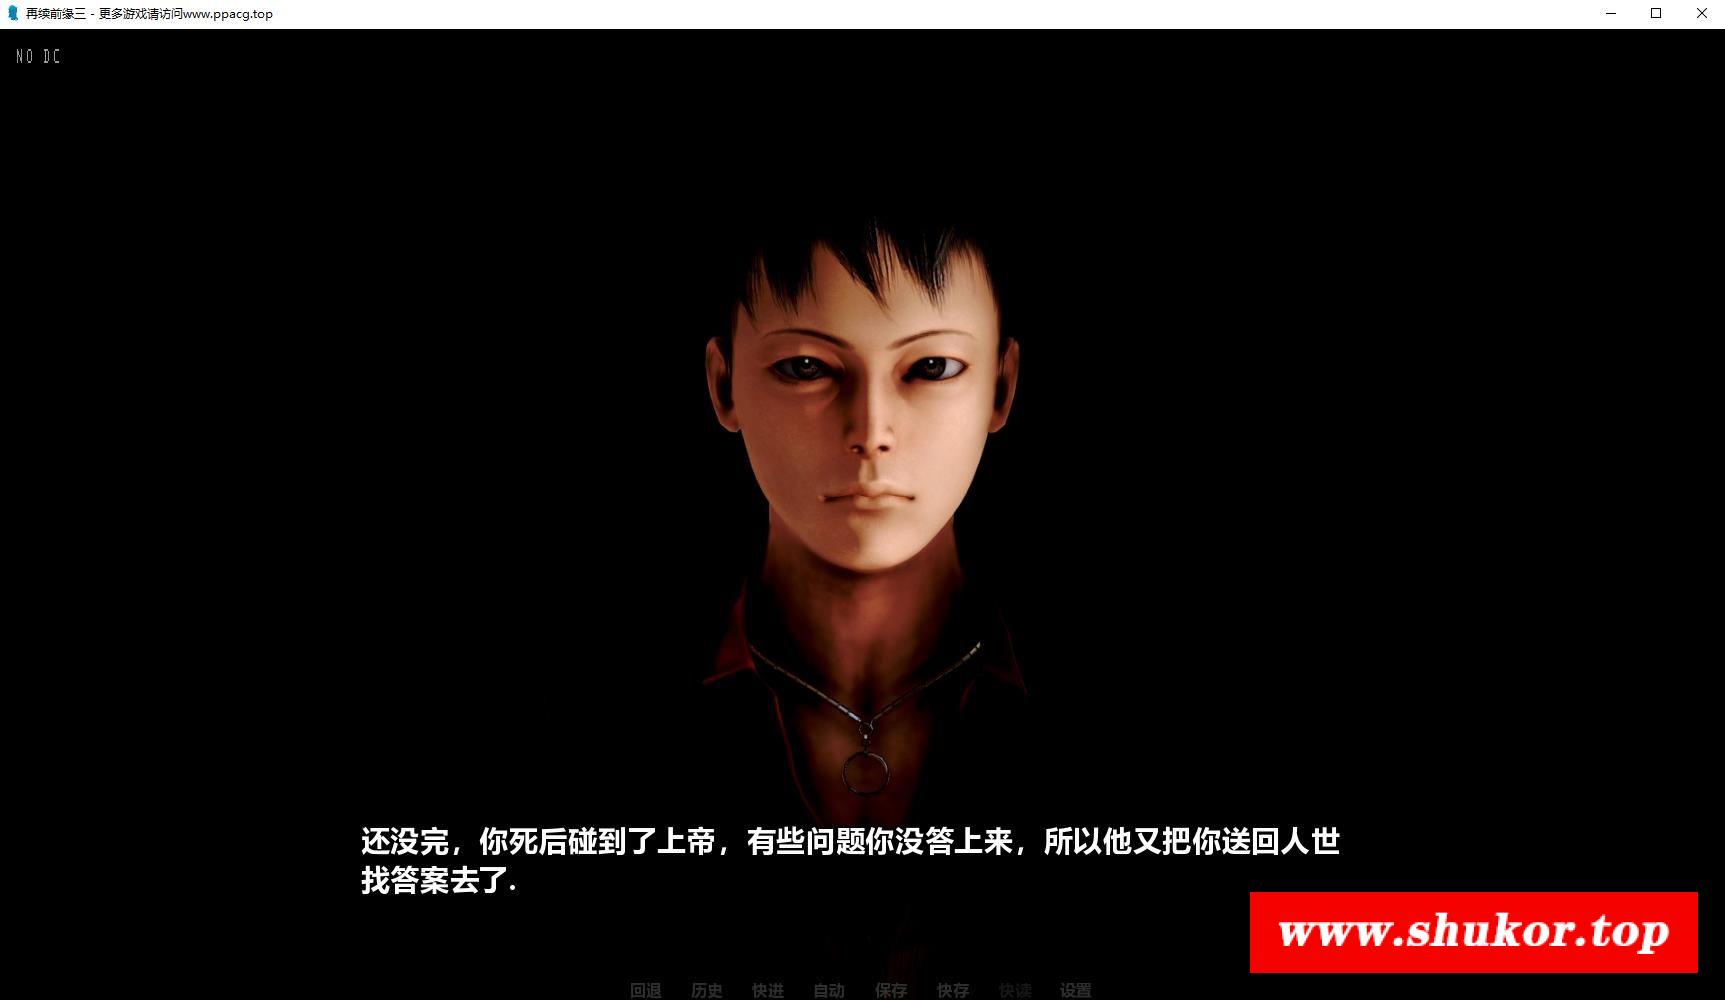 再续前缘三 - 更多游戏请访问www.ppacg.top
NO DC
还没完，你死后碰到了上帝，有些问题你没答上来，所以他又把你送回人世
找答案去了.
www.shukor.top
回退 历史 快进 自动 保存 快存 快读 设置